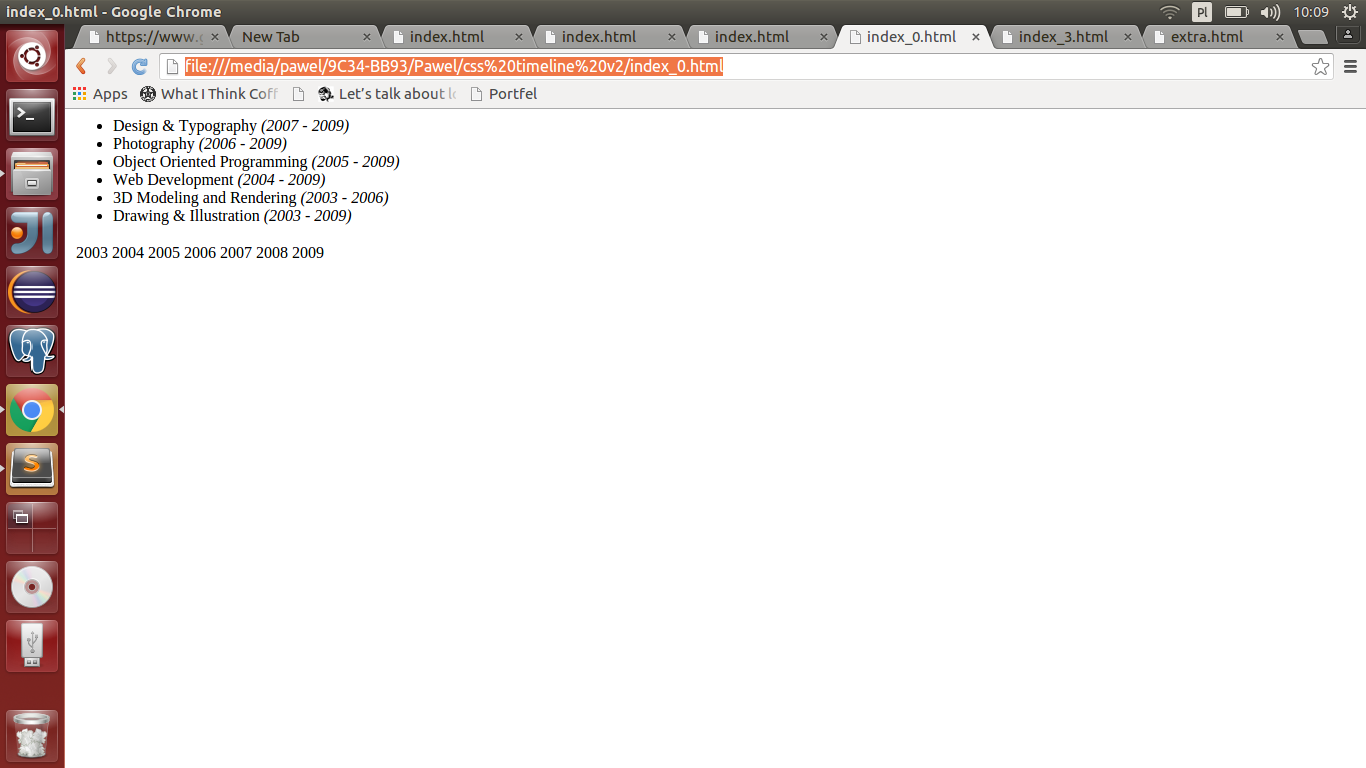 index_0.html - Google Chrome
Pl
10:09
https://www.g
New Tab
index.html
index.html
index.html
index_0.html
index_3.html
extra.html
file:///media/pawel/9C34-BB93/Pawel/css%20timeline%20v2/index_0.html
Apps
What I Think Coff
Let's talk about
Portfel
Design & Typography (2007 - 2009)
Photography (2006 - 2009)
Object Oriented Programming (2005 - 2009)
Web Development (2004 - 2009)
3D Modeling and Rendering (2003 - 2006)
Drawing & Illustration (2003 - 2009)
2003 2004 2005 2006 2007 2008 2009